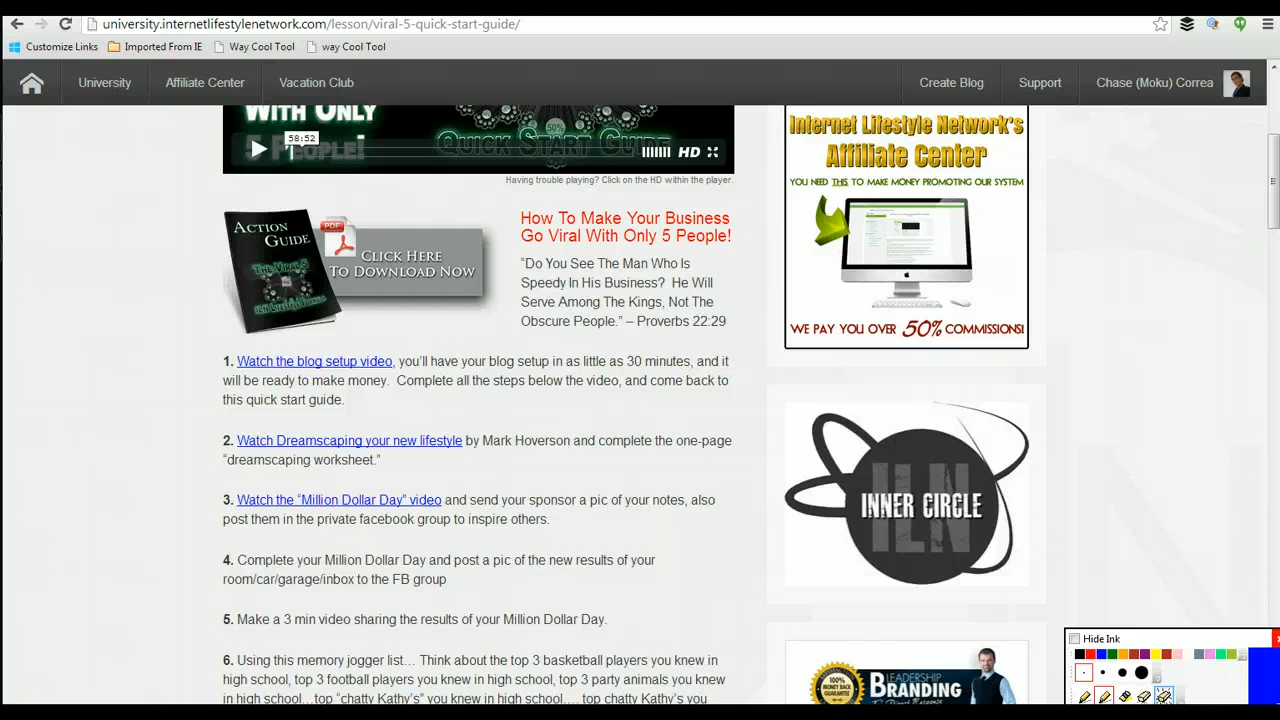 university.internetlifestylenetwork.com/lesson/viral-5-quick-start-guide/
Customize Links Imported From IE Way Cool Tool way Cool Tool
University Affiliate Center Vacation Club Create Blog Support Chase (Moku) Correa
WITH ONLY
PEOPLE!
QUICK START GUIDE
58:52
HD
Having trouble playing? Click on the HD within the player.
ACTION
GUIDE
PDF
CLICK HERE
TO DOWNLOAD NOW
How To Make Your Business
Go Viral With Only 5 People!
“Do You See The Man Who Is
Speedy In His Business? He Will
Serve Among The Kings, Not The
Obscure People.” – Proverbs 22:29
1. Watch the blog setup video, you’ll have your blog setup in as little as 30 minutes, and it
will be ready to make money. Complete all the steps below the video, and come back to
this quick start guide.
2. Watch Dreamscaping your new lifestyle by Mark Hoverson and complete the one-page
“dreamscaping worksheet.”
3. Watch the “Million Dollar Day” video and send your sponsor a pic of your notes, also
post them in the private facebook group to inspire others.
4. Complete your Million Dollar Day and post a pic of the new results of your
room/car/garage/inbox to the FB group
5. Make a 3 min video sharing the results of your Million Dollar Day.
6. Using this memory jogger list… Think about the top 3 basketball players you knew in
high school, top 3 football players you knew in high school, top 3 party animals you knew
in high school…top “chatty Kathy’s” you knew in high school… top chatty Kathy’s you
Internet Lifestyle Network's
Affiliate Center
YOU NEED THIS TO MAKE MONEY PROMOTING OUR SYSTEM
WE PAY YOU OVER 50% COMMISSIONS!
ILN
INNER CIRCLE
100%
MONEY BACK
GUARANTEE
LEADERSHIP
BRANDING
Hide Ink